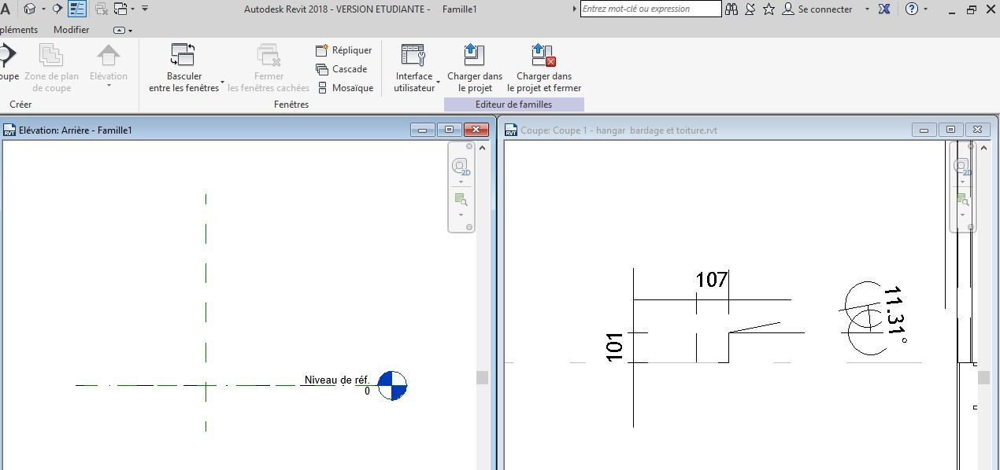 A
Autodesk Revit 2018 - VERSION ETUDIANTE - Famille1
Entrez mot-clé ou expression
Se connecter
?
pléments
Modifier
oupe
Zone de plan
de coupe
Elévation
Basculer
entre les fenêtres
Fermer
les fenêtres cachées
Répliquer
Cascade
Mosaïque
Interface
utilisateur
Charger dans
le projet
Charger dans
le projet et fermer
Créer
Fenêtres
Editeur de familles
RVT
Elévation: Arrière - Famille1
RVT
Coupe: Coupe 1 - hangar bardage et toiture.rvt
2D
2D
Niveau de réf.
0
107
101
11.31°